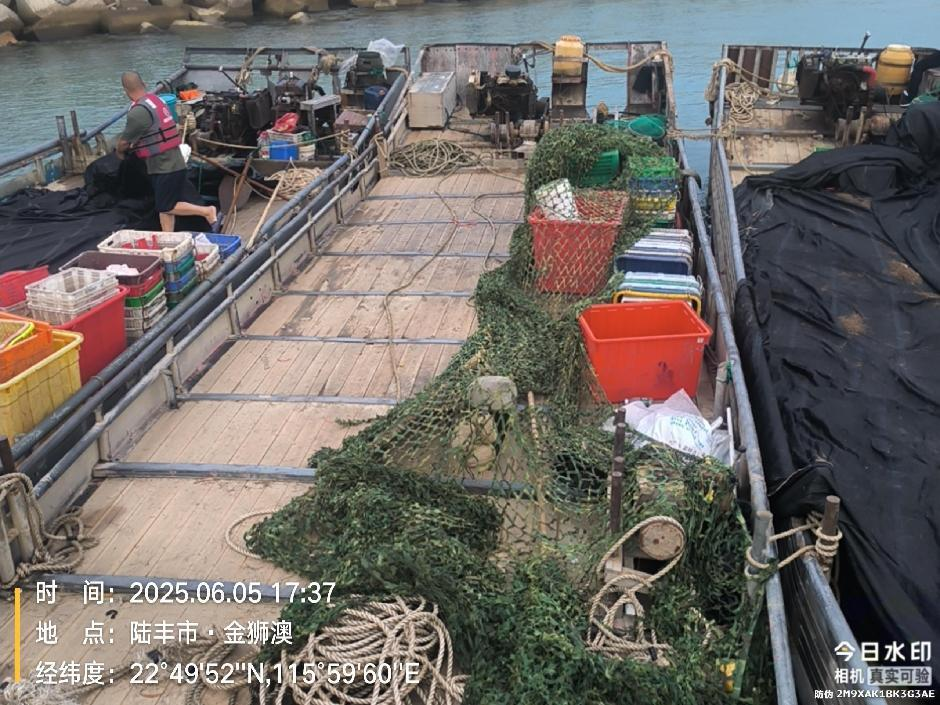 时 间: 2025.06.05 17:37
地 点: 陆丰市·金狮澳
经纬度: 22°49'52''N,115°59'60''E
今日水印
相机 真实可验
防伪 2M9XAK1BK3G3AE